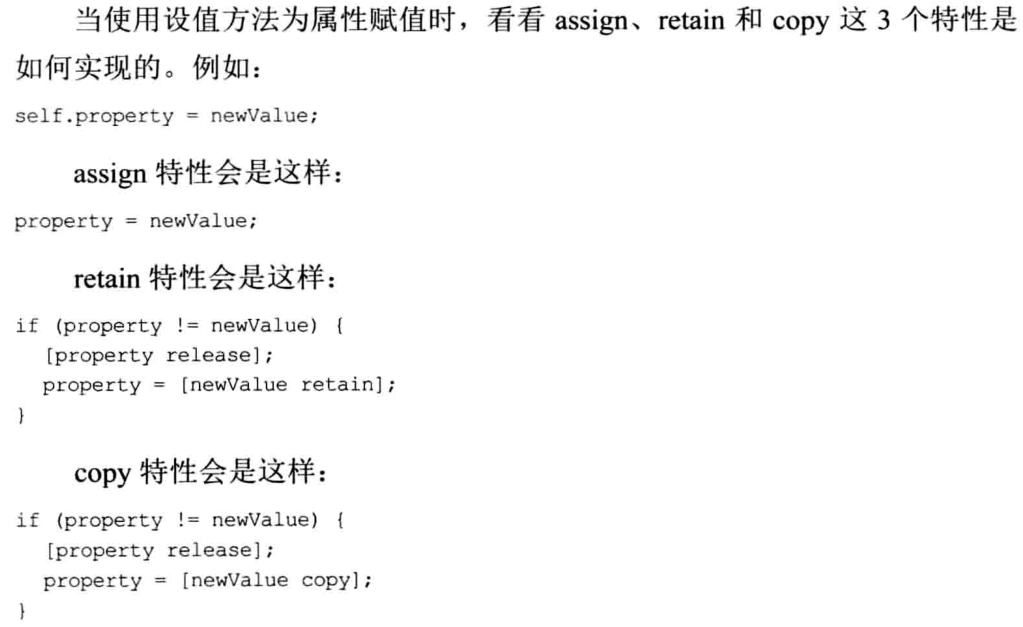 当使用设值方法为属性赋值时，看看 assign、retain 和 copy 这 3 个特性是
如何实现的。例如：
self.property = newValue;
assign 特性会是这样：
property = newValue;
retain 特性会是这样：
if (property != newValue) {
  [property release];
  property = [newValue retain];
}
copy 特性会是这样：
if (property != newValue) {
  [property release];
  property = [newValue copy];
}